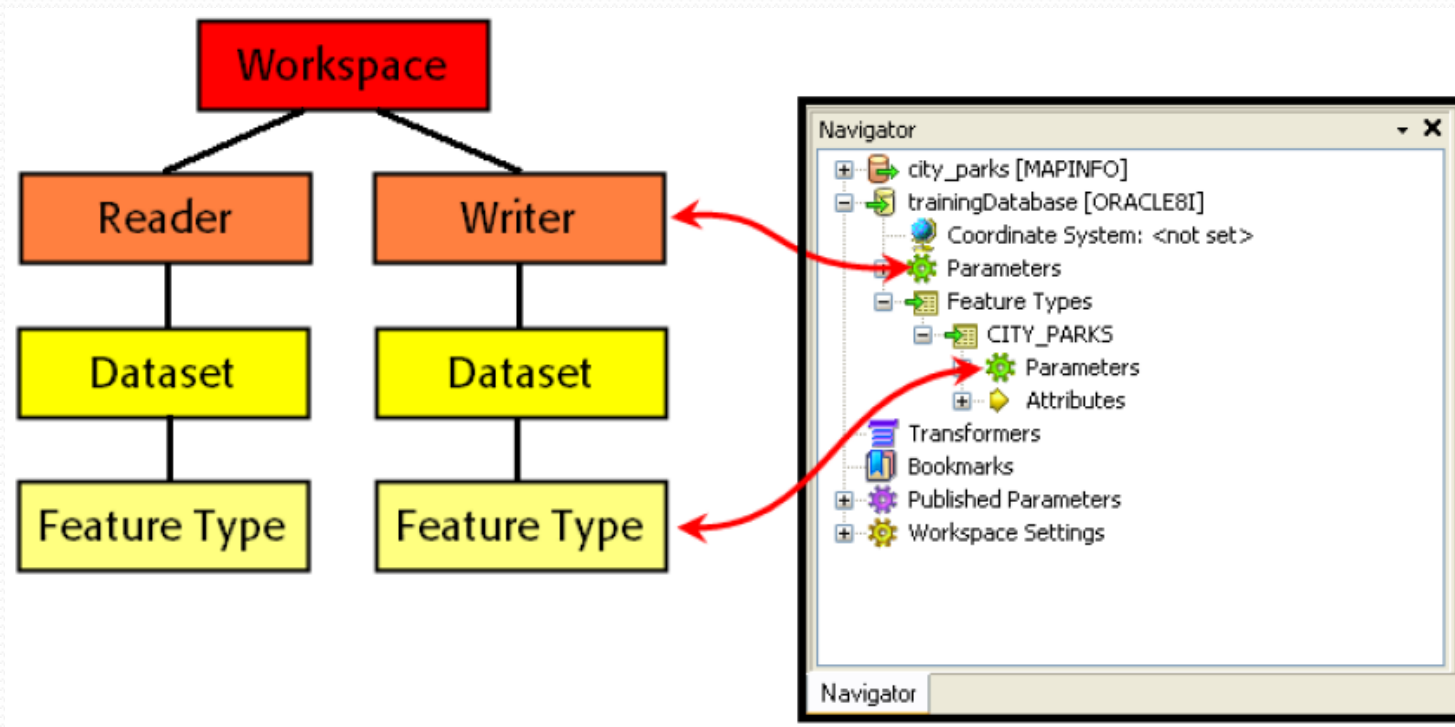 Workspace
Reader
Writer
Dataset
Dataset
Feature Type
Feature Type
Navigator
city_parks [MAPINFO]
trainingDatabase [ORACLE8I]
Coordinate System: <not set>
Parameters
Feature Types
CITY_PARKS
Parameters
Attributes
Transformers
Bookmarks
Published Parameters
Workspace Settings
Navigator